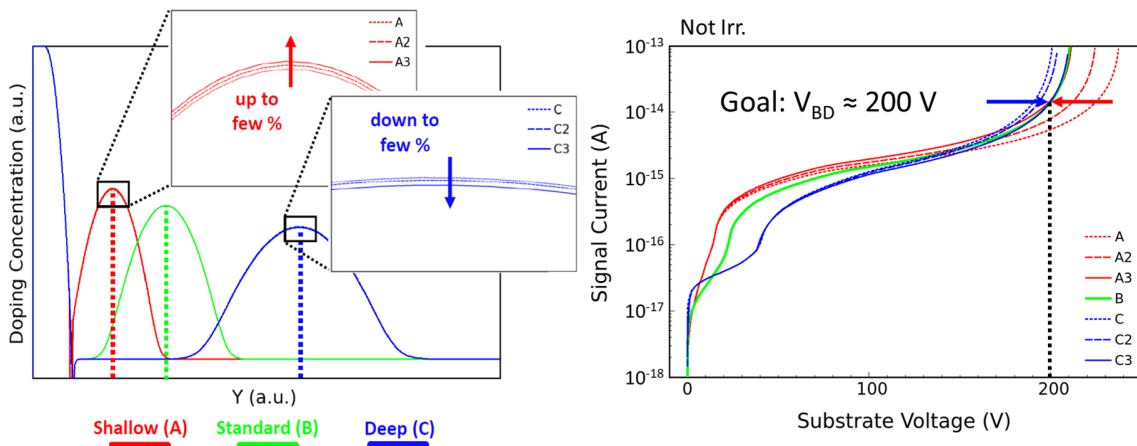 Doping Concentration (a.u.)
A
A2
A3
up to
few %
down to
few %
C
C2
C3
Y (a.u.)
Shallow (A)
Standard (B)
Deep (C)
Not Irr.
Signal Current (A)
10⁻¹³
10⁻¹⁴
10⁻¹⁵
10⁻¹⁶
10⁻¹⁷
10⁻¹⁸
Goal: V_BD ≈ 200 V
A
A2
A3
B
C
C2
C3
0
100
200
Substrate Voltage (V)